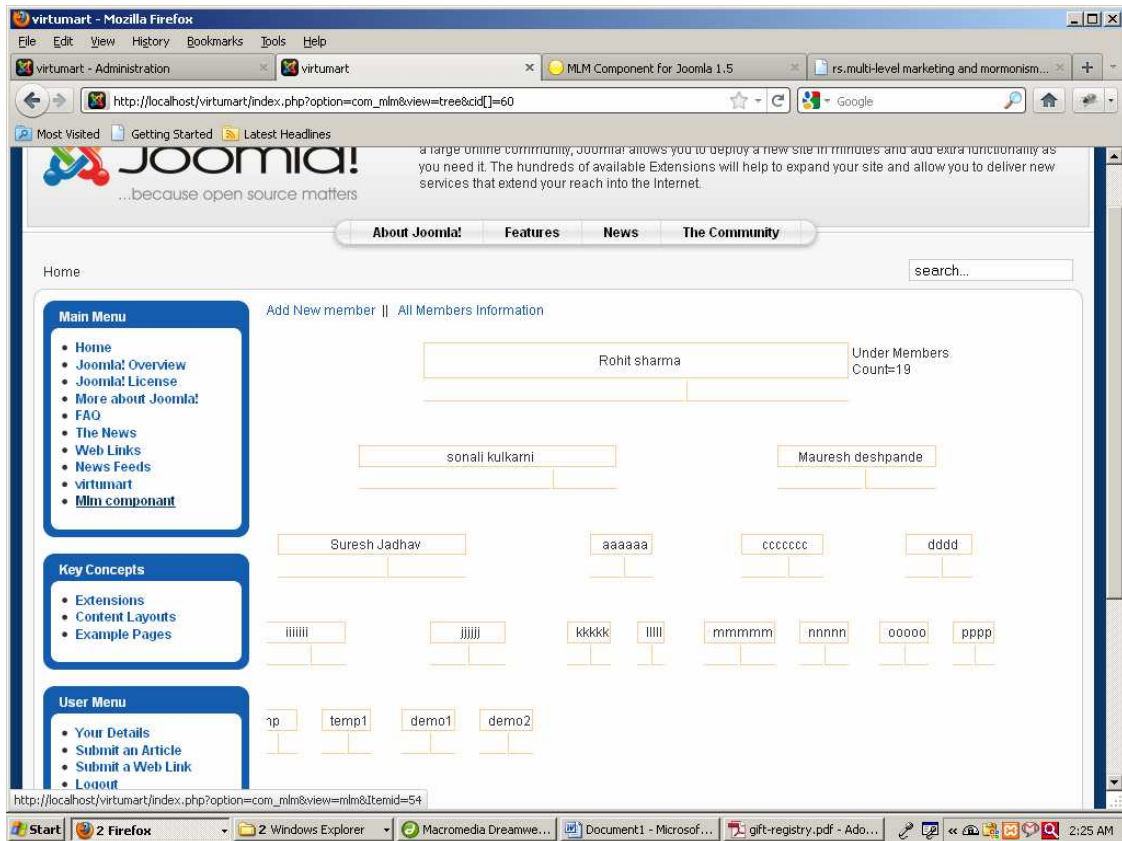 virtumart - Mozilla Firefox
File Edit View History Bookmarks Tools Help
virtumart - Administration
virtumart
MLM Component for Joomla 1.5
rs.multi-level marketing and mormonism...
http://localhost/virtumart/index.php?option=com_mlm&view=tree&cid[]=60
Google
Most Visited Getting Started Latest Headlines
Joomla!
...because open source matters
a large online community, Joomla! allows you to deploy a new site in minutes and add extra functionality as
you need it. The hundreds of available Extensions will help to expand your site and allow you to deliver new
services that extend your reach into the Internet.
About Joomla! Features News The Community
Home
search...
Main Menu
Home
Joomla! Overview
Joomla! License
More about Joomla!
FAQ
The News
Web Links
News Feeds
virtumart
Mlm componant
Key Concepts
Extensions
Content Layouts
Example Pages
User Menu
Your Details
Submit an Article
Submit a Web Link
Logout
Add New member || All Members Information
Rohit sharma
Under Members
Count=19
sonali kulkarni Mauresh deshpande
Suresh Jadhav aaaaaa ccccccc dddd
iiiiiii jjjjjj kkkkk lllll mmmmm nnnnn ooooo pppp
temp1 demo1 demo2
http://localhost/virtumart/index.php?option=com_mlm&view=mlm&Itemid=54
Start 2 Firefox 2 Windows Explorer Macromedia Dreamwe... Document1 - Microsof... gift-registry.pdf - Ado... « 2:25 AM